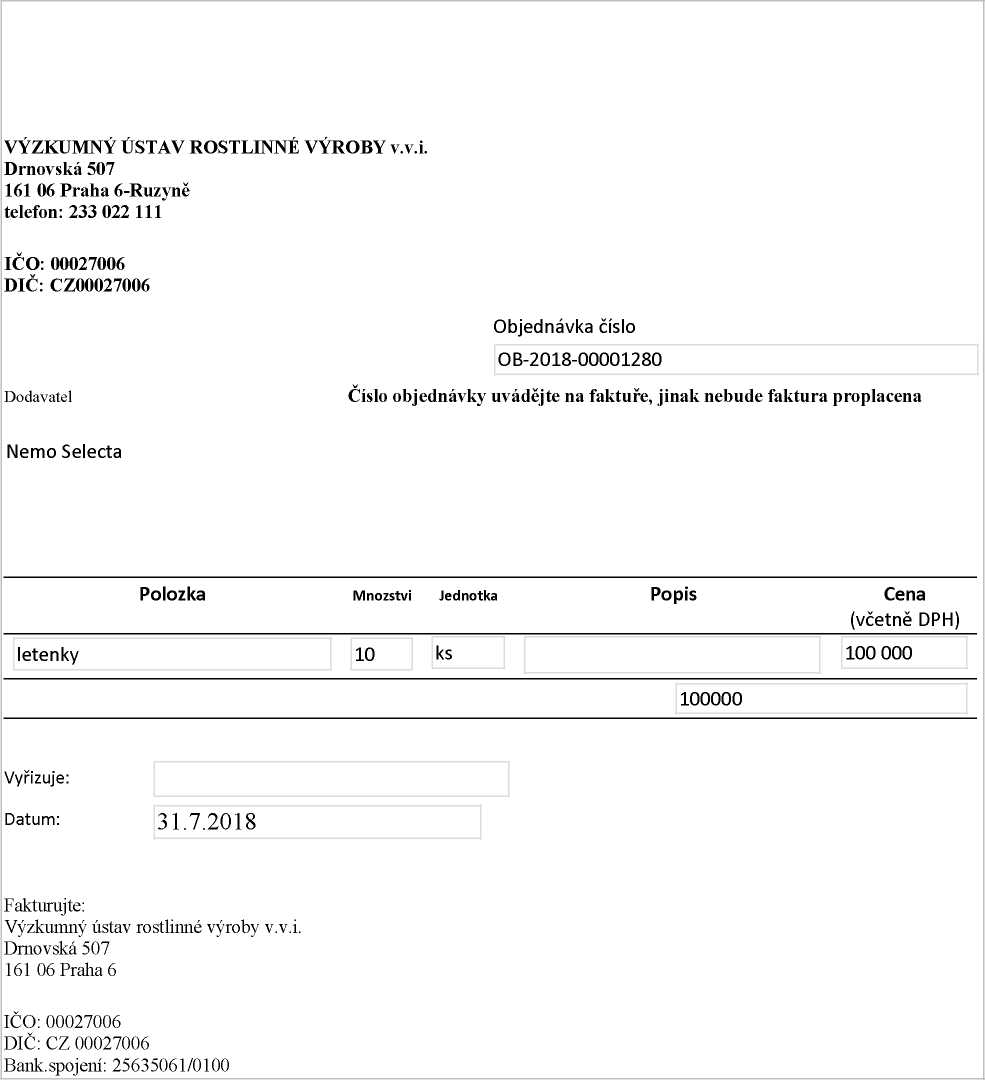 VÝZKUMNÝ ÚSTAV ROSTLINNÉ VÝROBY v.v.i.
Drnovská 507
161 06 Praha 6-Ruzyně
telefon: 233 022 111
IČO: 00027006
DIČ: CZ00027006
Objednávka číslo
OB-2018-00001280
Dodavatel
Číslo objednávky uvádějte na faktuře, jinak nebude faktura proplacena
Nemo Selecta
Polozka Mnozstvi Jednotka Popis Cena
(včetně DPH)
letenky 10 ks 100 000
100000
Vyřizuje:
Datum: 31.7.2018
Fakturujte:
Výzkumný ústav rostlinné výroby v.v.i.
Drnovská 507
161 06 Praha 6
IČO: 00027006
DIČ: CZ 00027006
Bank.spojení: 25635061/0100